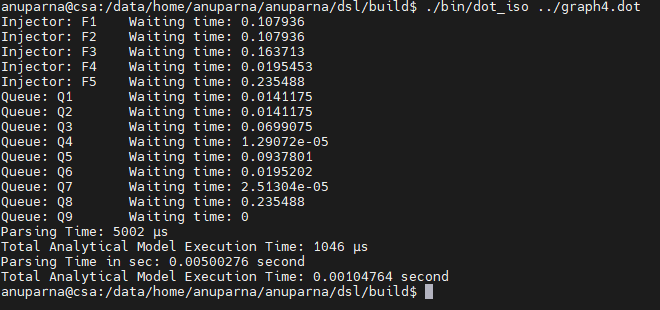 anuparna@csa:/data/home/anuparna/anuparna/dsl/build$ ./bin/dot_iso ../graph4.dot
Injector: F1    Waiting time: 0.107936
Injector: F2    Waiting time: 0.107936
Injector: F3    Waiting time: 0.163713
Injector: F4    Waiting time: 0.0195453
Injector: F5    Waiting time: 0.235488
Queue: Q1       Waiting time: 0.0141175
Queue: Q2       Waiting time: 0.0141175
Queue: Q3       Waiting time: 0.0699075
Queue: Q4       Waiting time: 1.29072e-05
Queue: Q5       Waiting time: 0.0937801
Queue: Q6       Waiting time: 0.0195202
Queue: Q7       Waiting time: 2.51304e-05
Queue: Q8       Waiting time: 0.235488
Queue: Q9       Waiting time: 0
Parsing Time: 5002 µs
Total Analytical Model Execution Time: 1046 µs
Parsing Time in sec: 0.00500276 second
Total Analytical Model Execution Time: 0.00104764 second
anuparna@csa:/data/home/anuparna/anuparna/dsl/build$